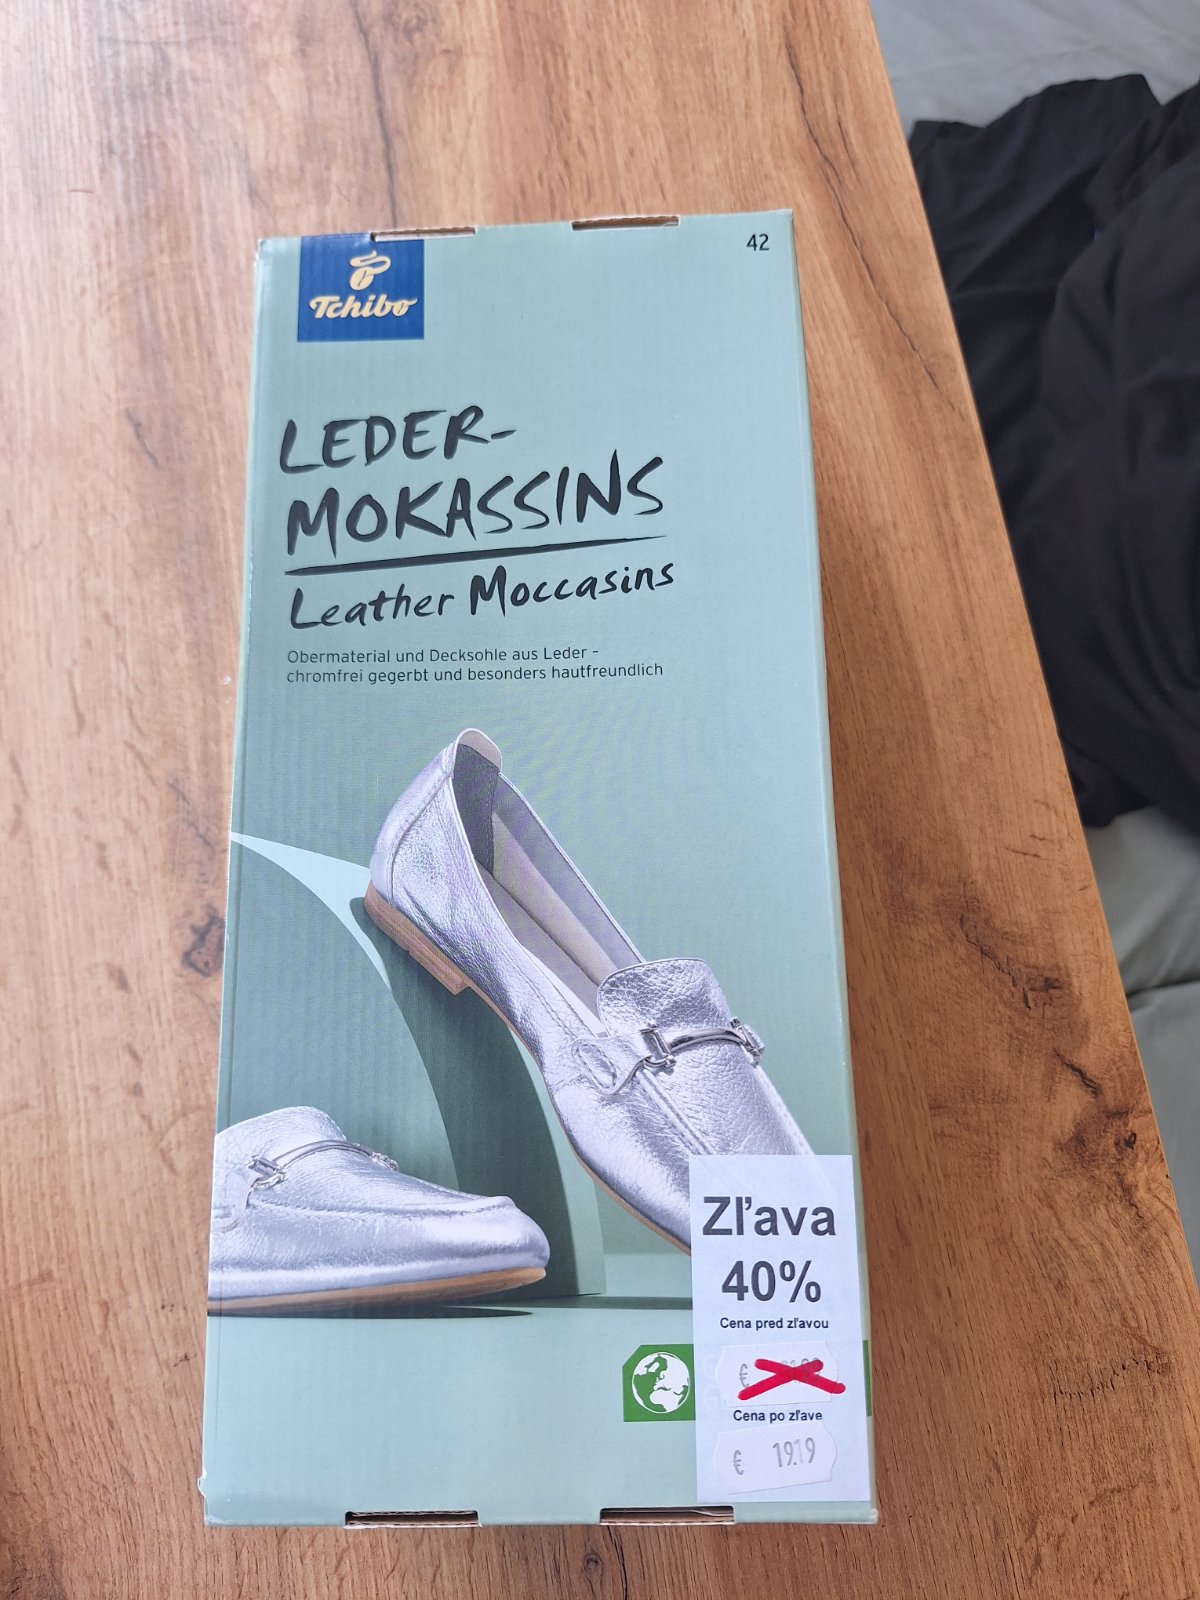 42
Tchibo
LEDER-
MOKASSINS
Leather Moccasins
Obermaterial und Decksohle aus Leder –
chromfrei gegerbt und besonders hautfreundlich
Zľava
40%
Cena pred zľavou
€
Cena po zľave
€ 19.19